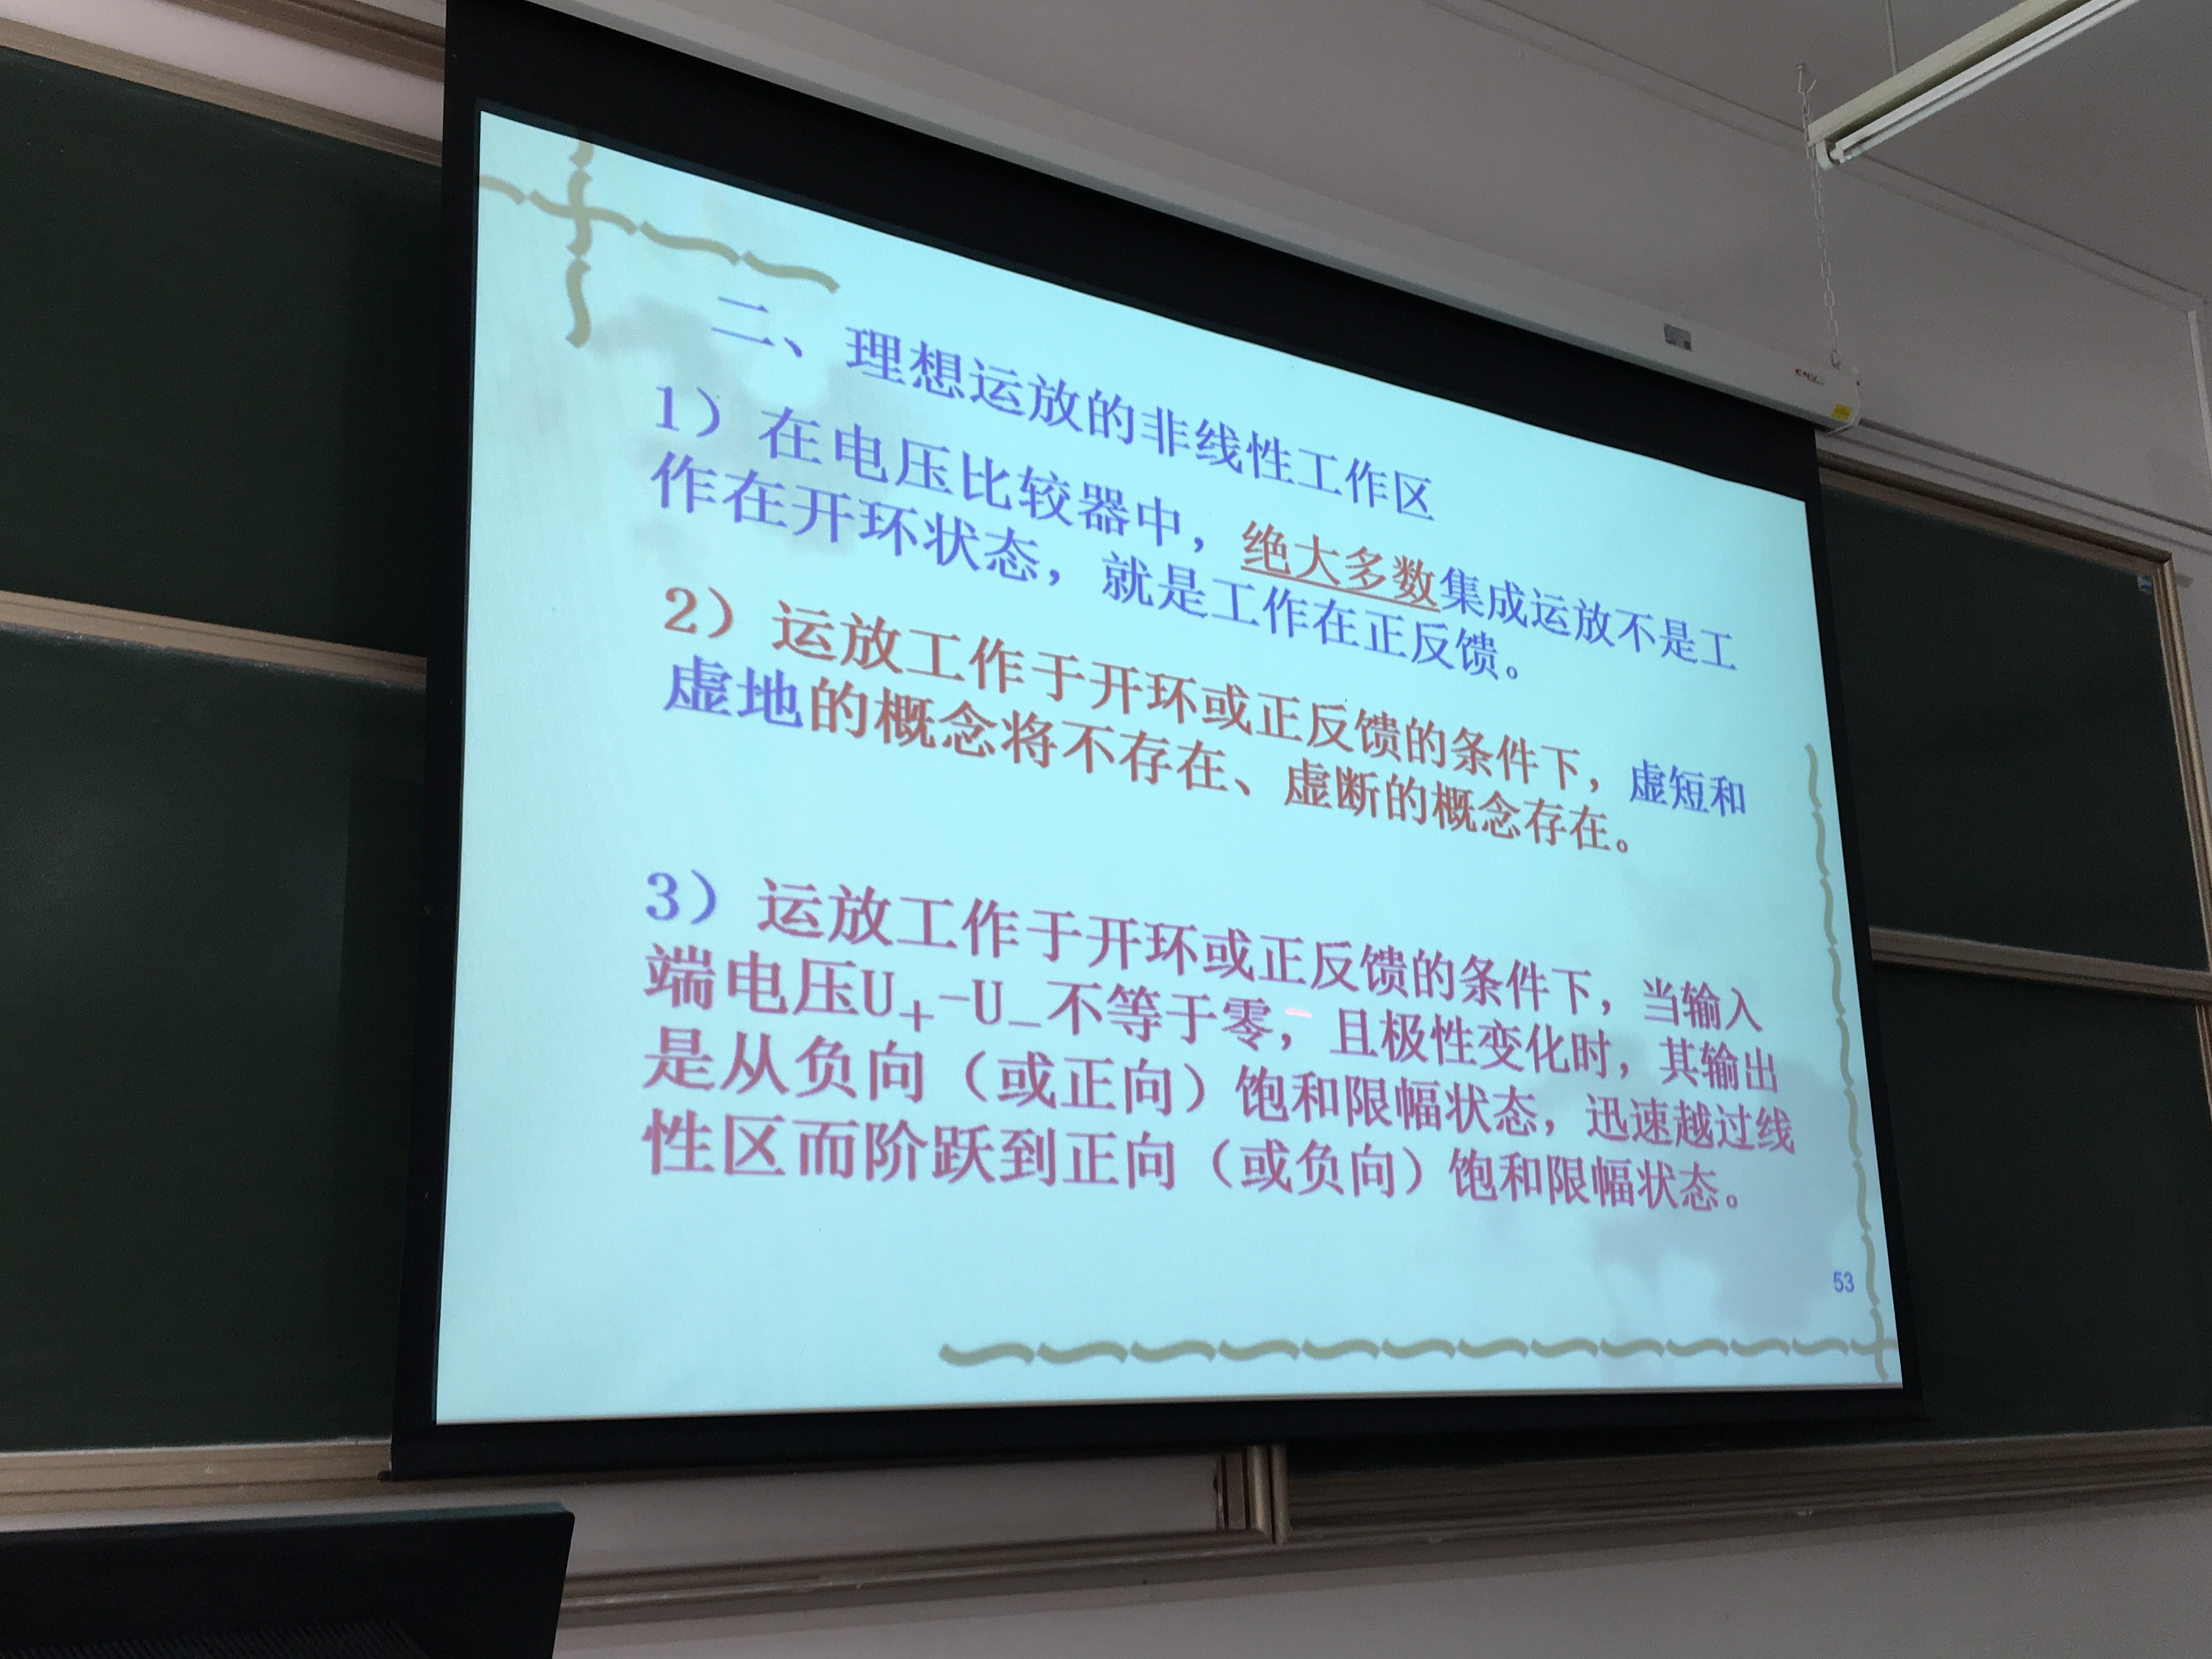 二、理想运放的非线性工作区
1）在电压比较器中，绝大多数集成运放不是工
作在开环状态，就是工作在正反馈。
2）运放工作于开环或正反馈的条件下，虚短和
虚地的概念将不存在、虚断的概念存在。
3）运放工作于开环或正反馈的条件下，当输入
端电压U₊-U₋不等于零，且极性变化时，其输出
是从负向（或正向）饱和限幅状态，迅速越过线
性区而阶跃到正向（或负向）饱和限幅状态。
53